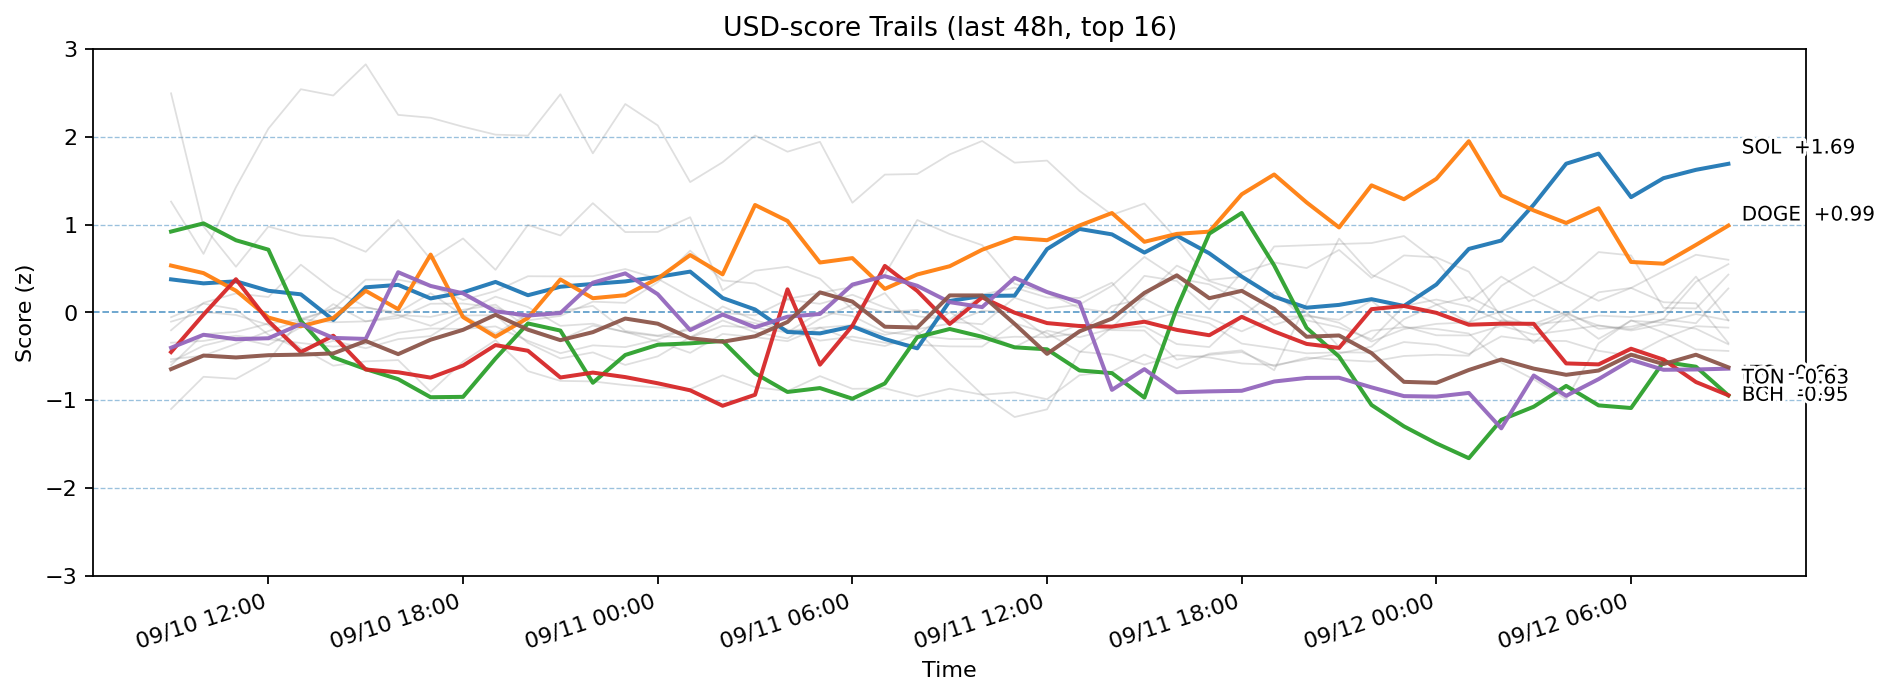 USD-score Trails (last 48h, top 16)
Score (z)
3
2
1
0
−1
−2
−3
SOL +1.69
DOGE +0.99
TON -0.63
BCH -0.95
09/10 12:00
09/10 18:00
09/11 00:00
09/11 06:00
09/11 12:00
09/11 18:00
09/12 00:00
09/12 06:00
Time